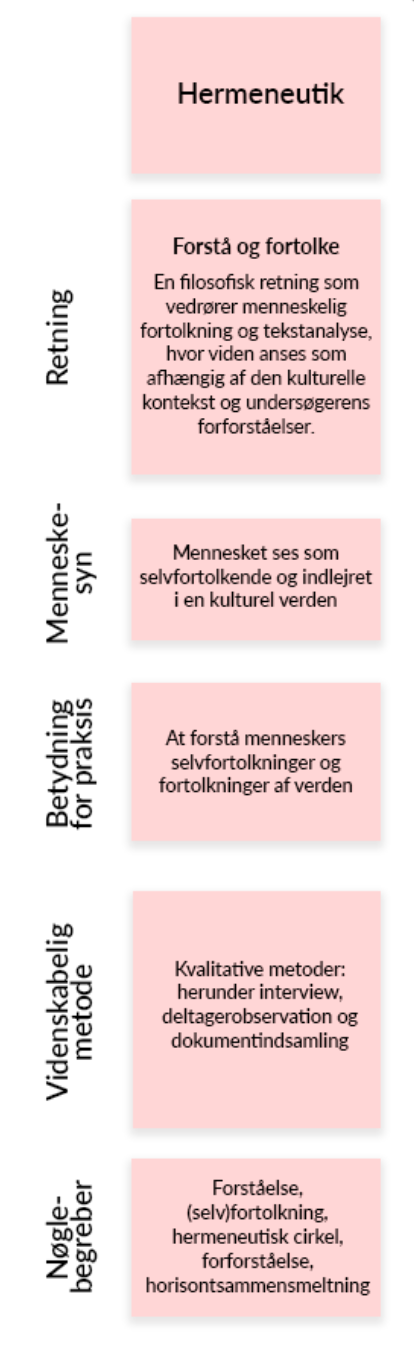 Hermeneutik
Retning
Forstå og fortolke
En filosofisk retning som
vedrører menneskelig
fortolkning og tekstanalyse,
hvor viden anses som
afhængig af den kulturelle
kontekst og undersøgerens
forforståelser.
Menneske-
syn
Mennesket ses som
selvfortolkende og indlejret
i en kulturel verden
Betydning
for praksis
At forstå menneskers
selvfortolkninger og
fortolkninger af verden
Videnskabelig
metode
Kvalitative metoder:
herunder interview,
deltagerobservation og
dokumentindsamling
Nøgle-
begreber
Forståelse,
(selv)fortolkning,
hermeneutisk cirkel,
forforståelse,
horisontsammensmeltning